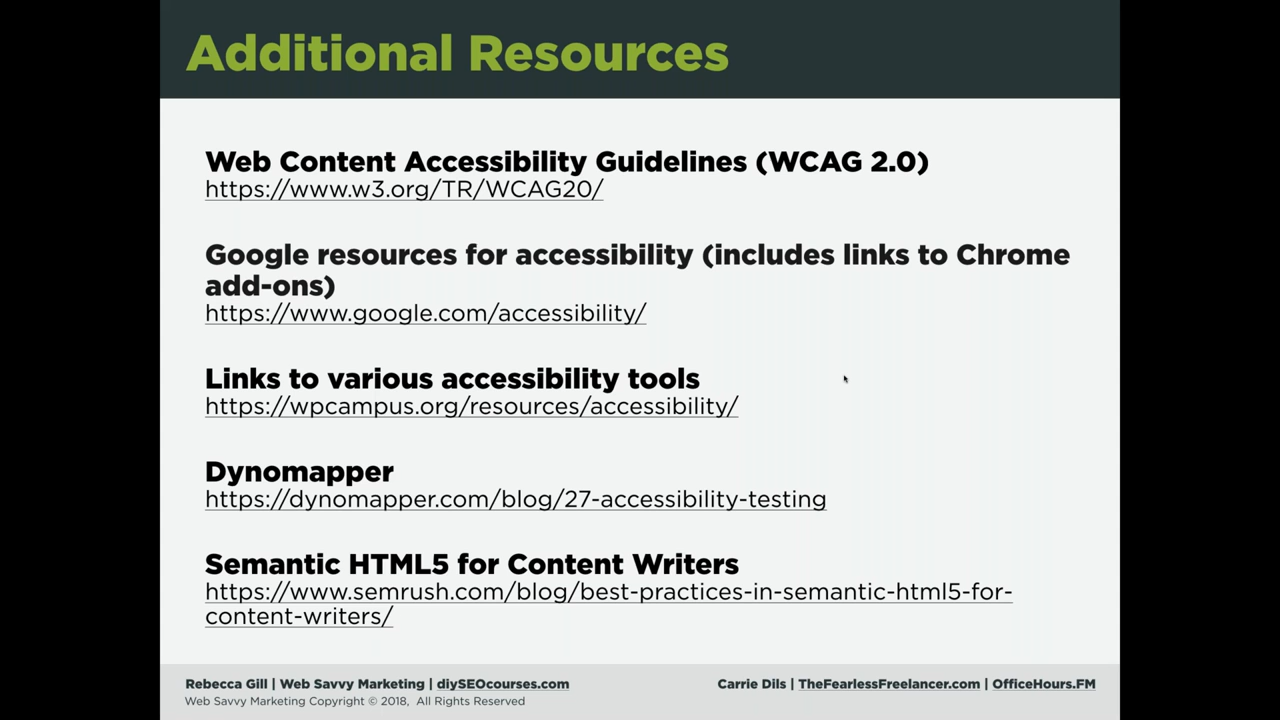 Additional Resources
Web Content Accessibility Guidelines (WCAG 2.0)
https://www.w3.org/TR/WCAG20/
Google resources for accessibility (includes links to Chrome
add-ons)
https://www.google.com/accessibility/
Links to various accessibility tools
https://wpcampus.org/resources/accessibility/
Dynomapper
https://dynomapper.com/blog/27-accessibility-testing
Semantic HTML5 for Content Writers
https://www.semrush.com/blog/best-practices-in-semantic-html5-for-
content-writers/
Rebecca Gill | Web Savvy Marketing | diySEOcourses.com
Web Savvy Marketing Copyright © 2018, All Rights Reserved
Carrie Dils | TheFearlessFreelancer.com | OfficeHours.FM